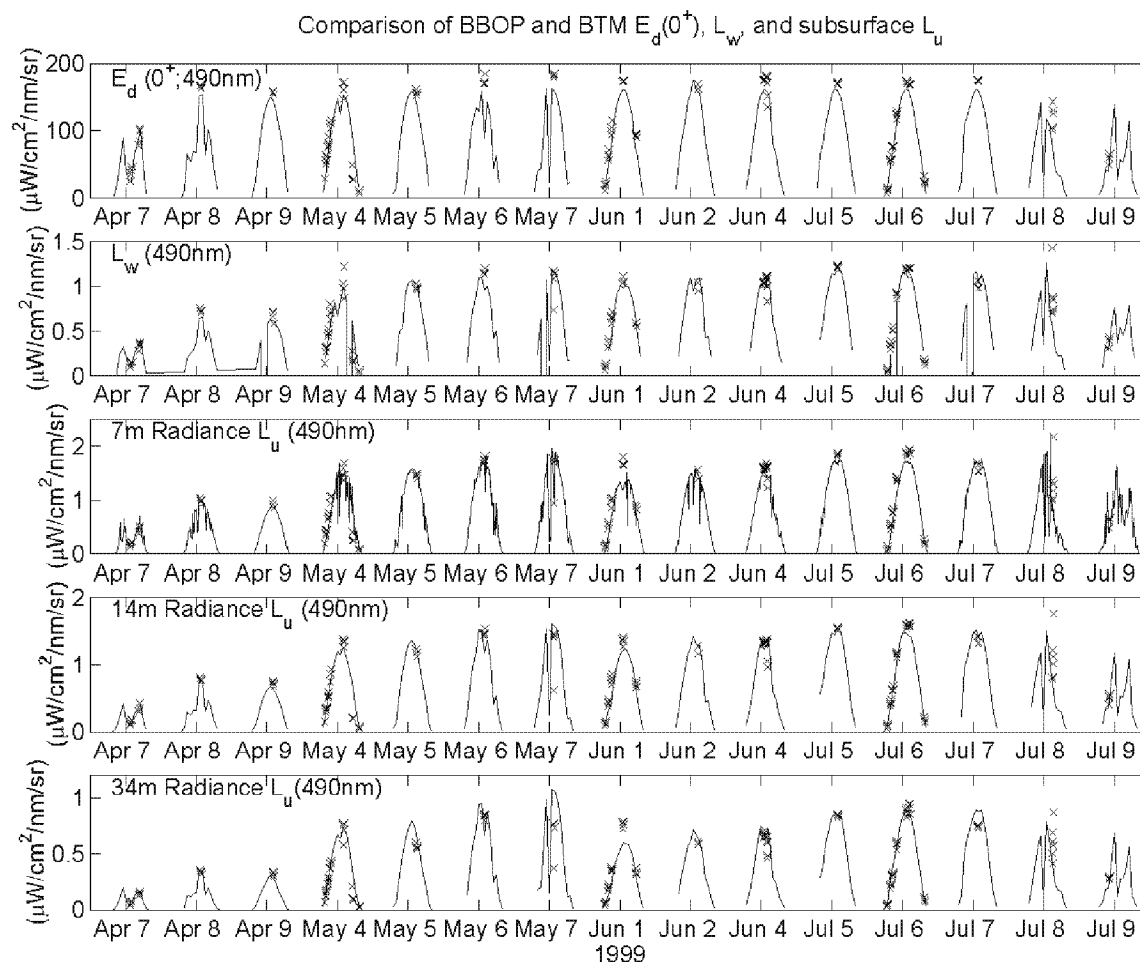 Comparison of BBOP and BTM E_d(0^+), L_w, and subsurface L_u
E_d (0^+;490nm)
(μW/cm^2/nm/sr)
200
100
0
Apr 7 Apr 8 Apr 9 May 4 May 5 May 6 May 7 Jun 1 Jun 2 Jun 4 Jul 5 Jul 6 Jul 7 Jul 8 Jul 9
L_w (490nm)
(μW/cm^2/nm/sr)
1.5
1
0.5
0
Apr 7 Apr 8 Apr 9 May 4 May 5 May 6 May 7 Jun 1 Jun 2 Jun 4 Jul 5 Jul 6 Jul 7 Jul 8 Jul 9
7m Radiance L_u (490nm)
(μW/cm^2/nm/sr)
2
1
0
Apr 7 Apr 8 Apr 9 May 4 May 5 May 6 May 7 Jun 1 Jun 2 Jun 4 Jul 5 Jul 6 Jul 7 Jul 8 Jul 9
14m Radiance L_u (490nm)
(μW/cm^2/nm/sr)
2
1
0
Apr 7 Apr 8 Apr 9 May 4 May 5 May 6 May 7 Jun 1 Jun 2 Jun 4 Jul 5 Jul 6 Jul 7 Jul 8 Jul 9
34m Radiance L_u(490nm)
(μW/cm^2/nm/sr)
1
0.5
0
Apr 7 Apr 8 Apr 9 May 4 May 5 May 6 May 7 Jun 1 Jun 2 Jun 4 Jul 5 Jul 6 Jul 7 Jul 8 Jul 9
1999